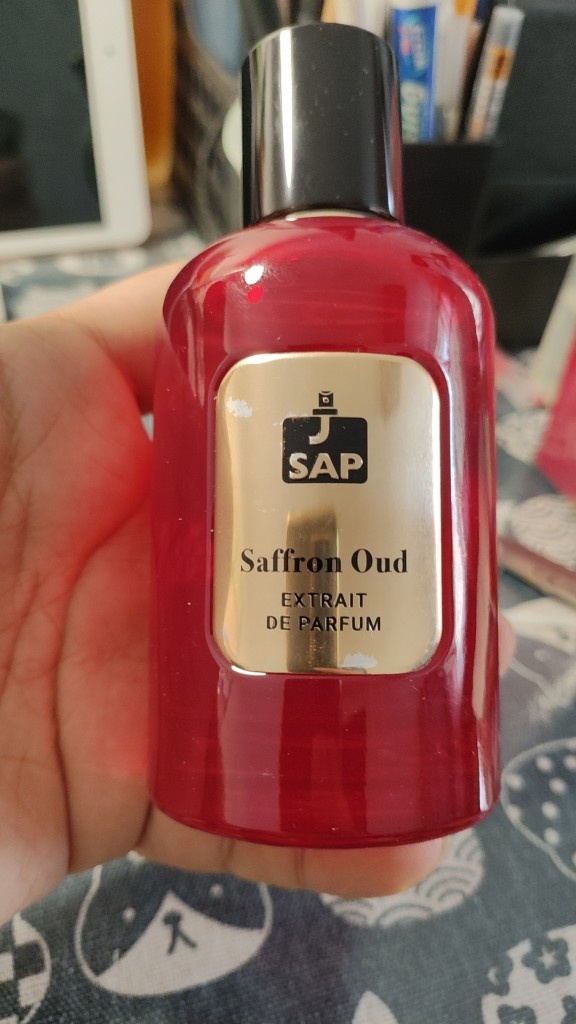 SAP
Saffron Oud
EXTRAIT
DE PARFUM